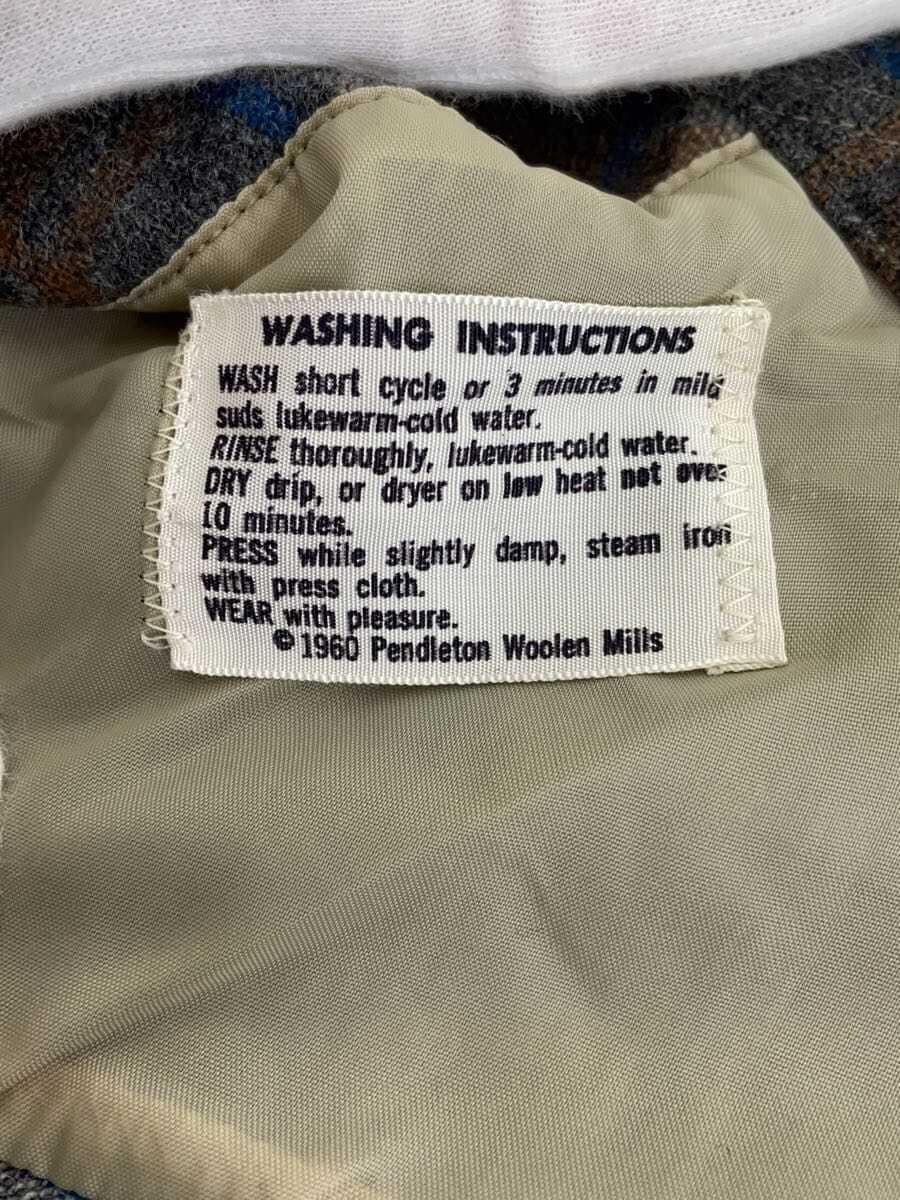 WASHING INSTRUCTIONS
WASH short cycle or 3 minutes in mild
suds lukewarm-cold water.
RINSE thoroughly, lukewarm-cold water.
DRY drip, or dryer on low heat not over
10 minutes.
PRESS while slightly damp, steam iron
with press cloth.
WEAR with pleasure.
© 1960 Pendleton Woolen Mills